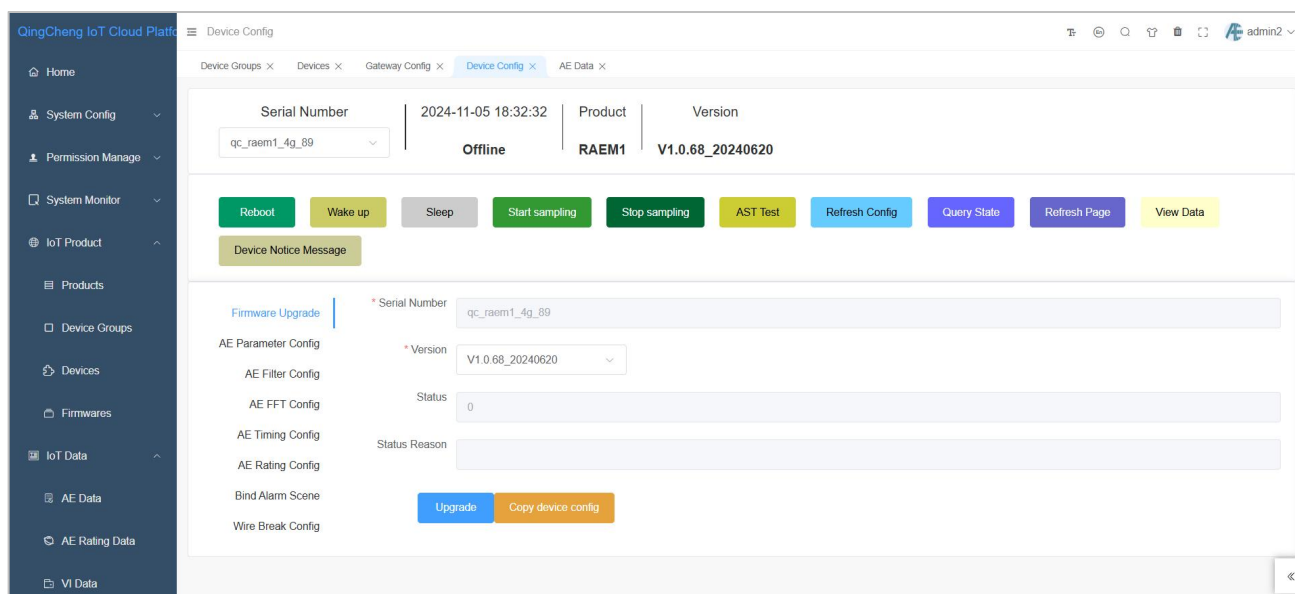 QingCheng IoT Cloud Platfo
Device Config
admin2
Home
System Config
Permission Manage
System Monitor
IoT Product
Products
Device Groups
Devices
Firmwares
IoT Data
AE Data
AE Rating Data
VI Data
Device Groups × Devices × Gateway Config × Device Config × AE Data ×
Serial Number 2024-11-05 18:32:32 Product Version
qc_raem1_4g_89 Offline RAEM1 V1.0.68_20240620
Reboot Wake up Sleep Start sampling Stop sampling AST Test Refresh Config Query State Refresh Page View Data
Device Notice Message
Firmware Upgrade
AE Parameter Config
AE Filter Config
AE FFT Config
AE Timing Config
AE Rating Config
Bind Alarm Scene
Wire Break Config
* Serial Number qc_raem1_4g_89
* Version V1.0.68_20240620
Status 0
Status Reason
Upgrade Copy device config